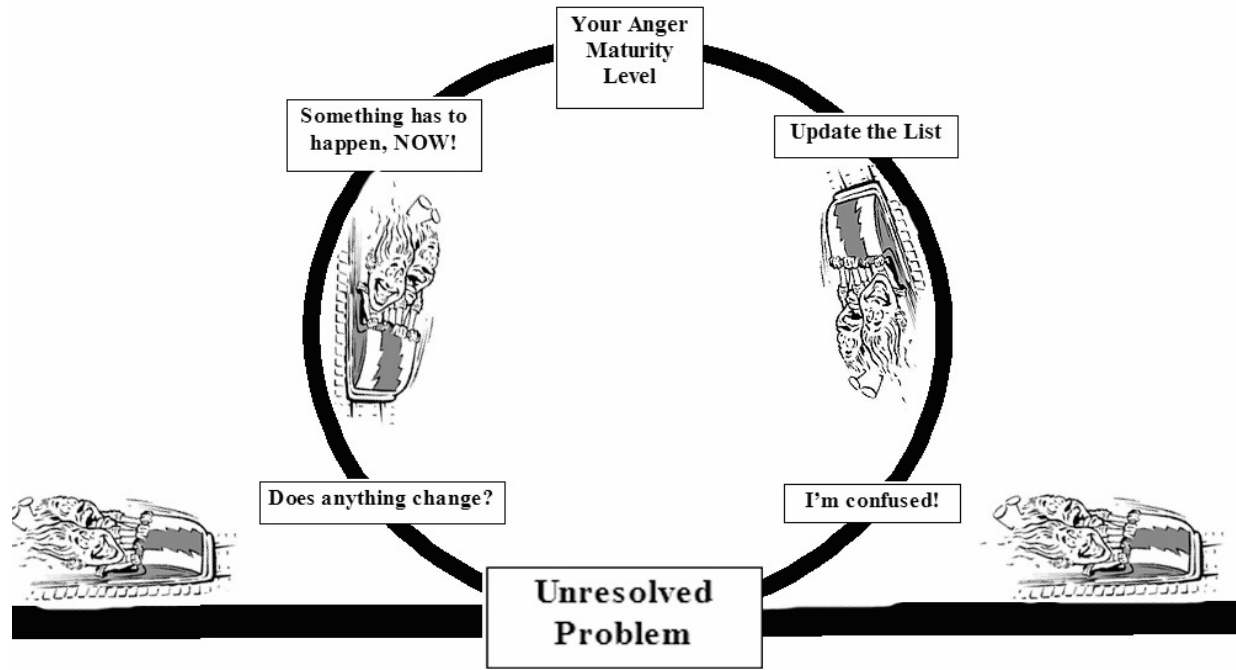 Your Anger
Maturity
Level
Something has to
happen, NOW!
Update the List
Does anything change?
I’m confused!
Unresolved
Problem